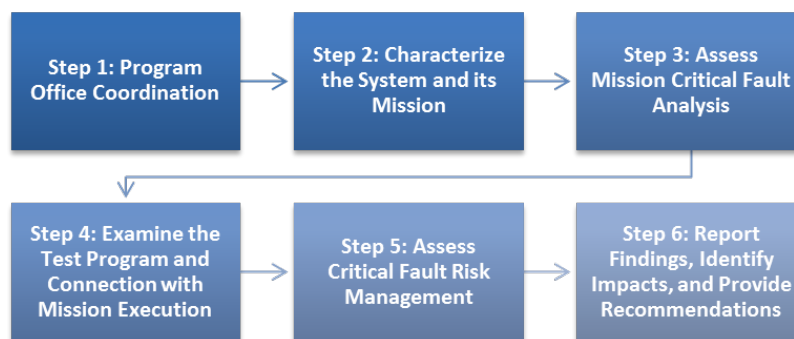 Step 1: Program
Office Coordination
Step 2: Characterize
the System and its
Mission
Step 3: Assess
Mission Critical Fault
Analysis
Step 4: Examine the
Test Program and
Connection with
Mission Execution
Step 5: Assess
Critical Fault Risk
Management
Step 6: Report
Findings, Identify
Impacts, and Provide
Recommendations